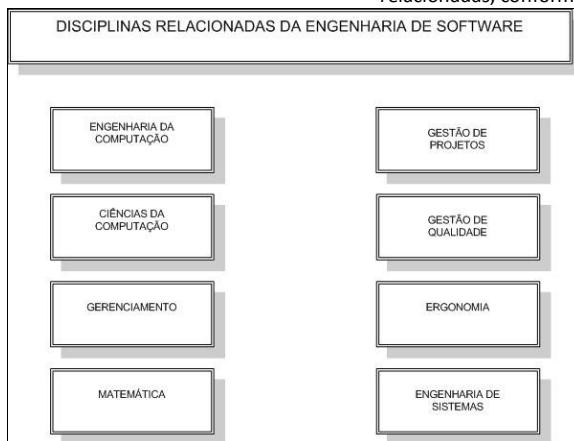 relacionadas, conform
DISCIPLINAS RELACIONADAS DA ENGENHARIA DE SOFTWARE
ENGENHARIA DA
COMPUTAÇÃO
GESTÃO DE
PROJETOS
CIÊNCIAS DA
COMPUTAÇÃO
GESTÃO DE
QUALIDADE
GERENCIAMENTO
ERGONOMIA
MATEMÁTICA
ENGENHARIA DE
SISTEMAS